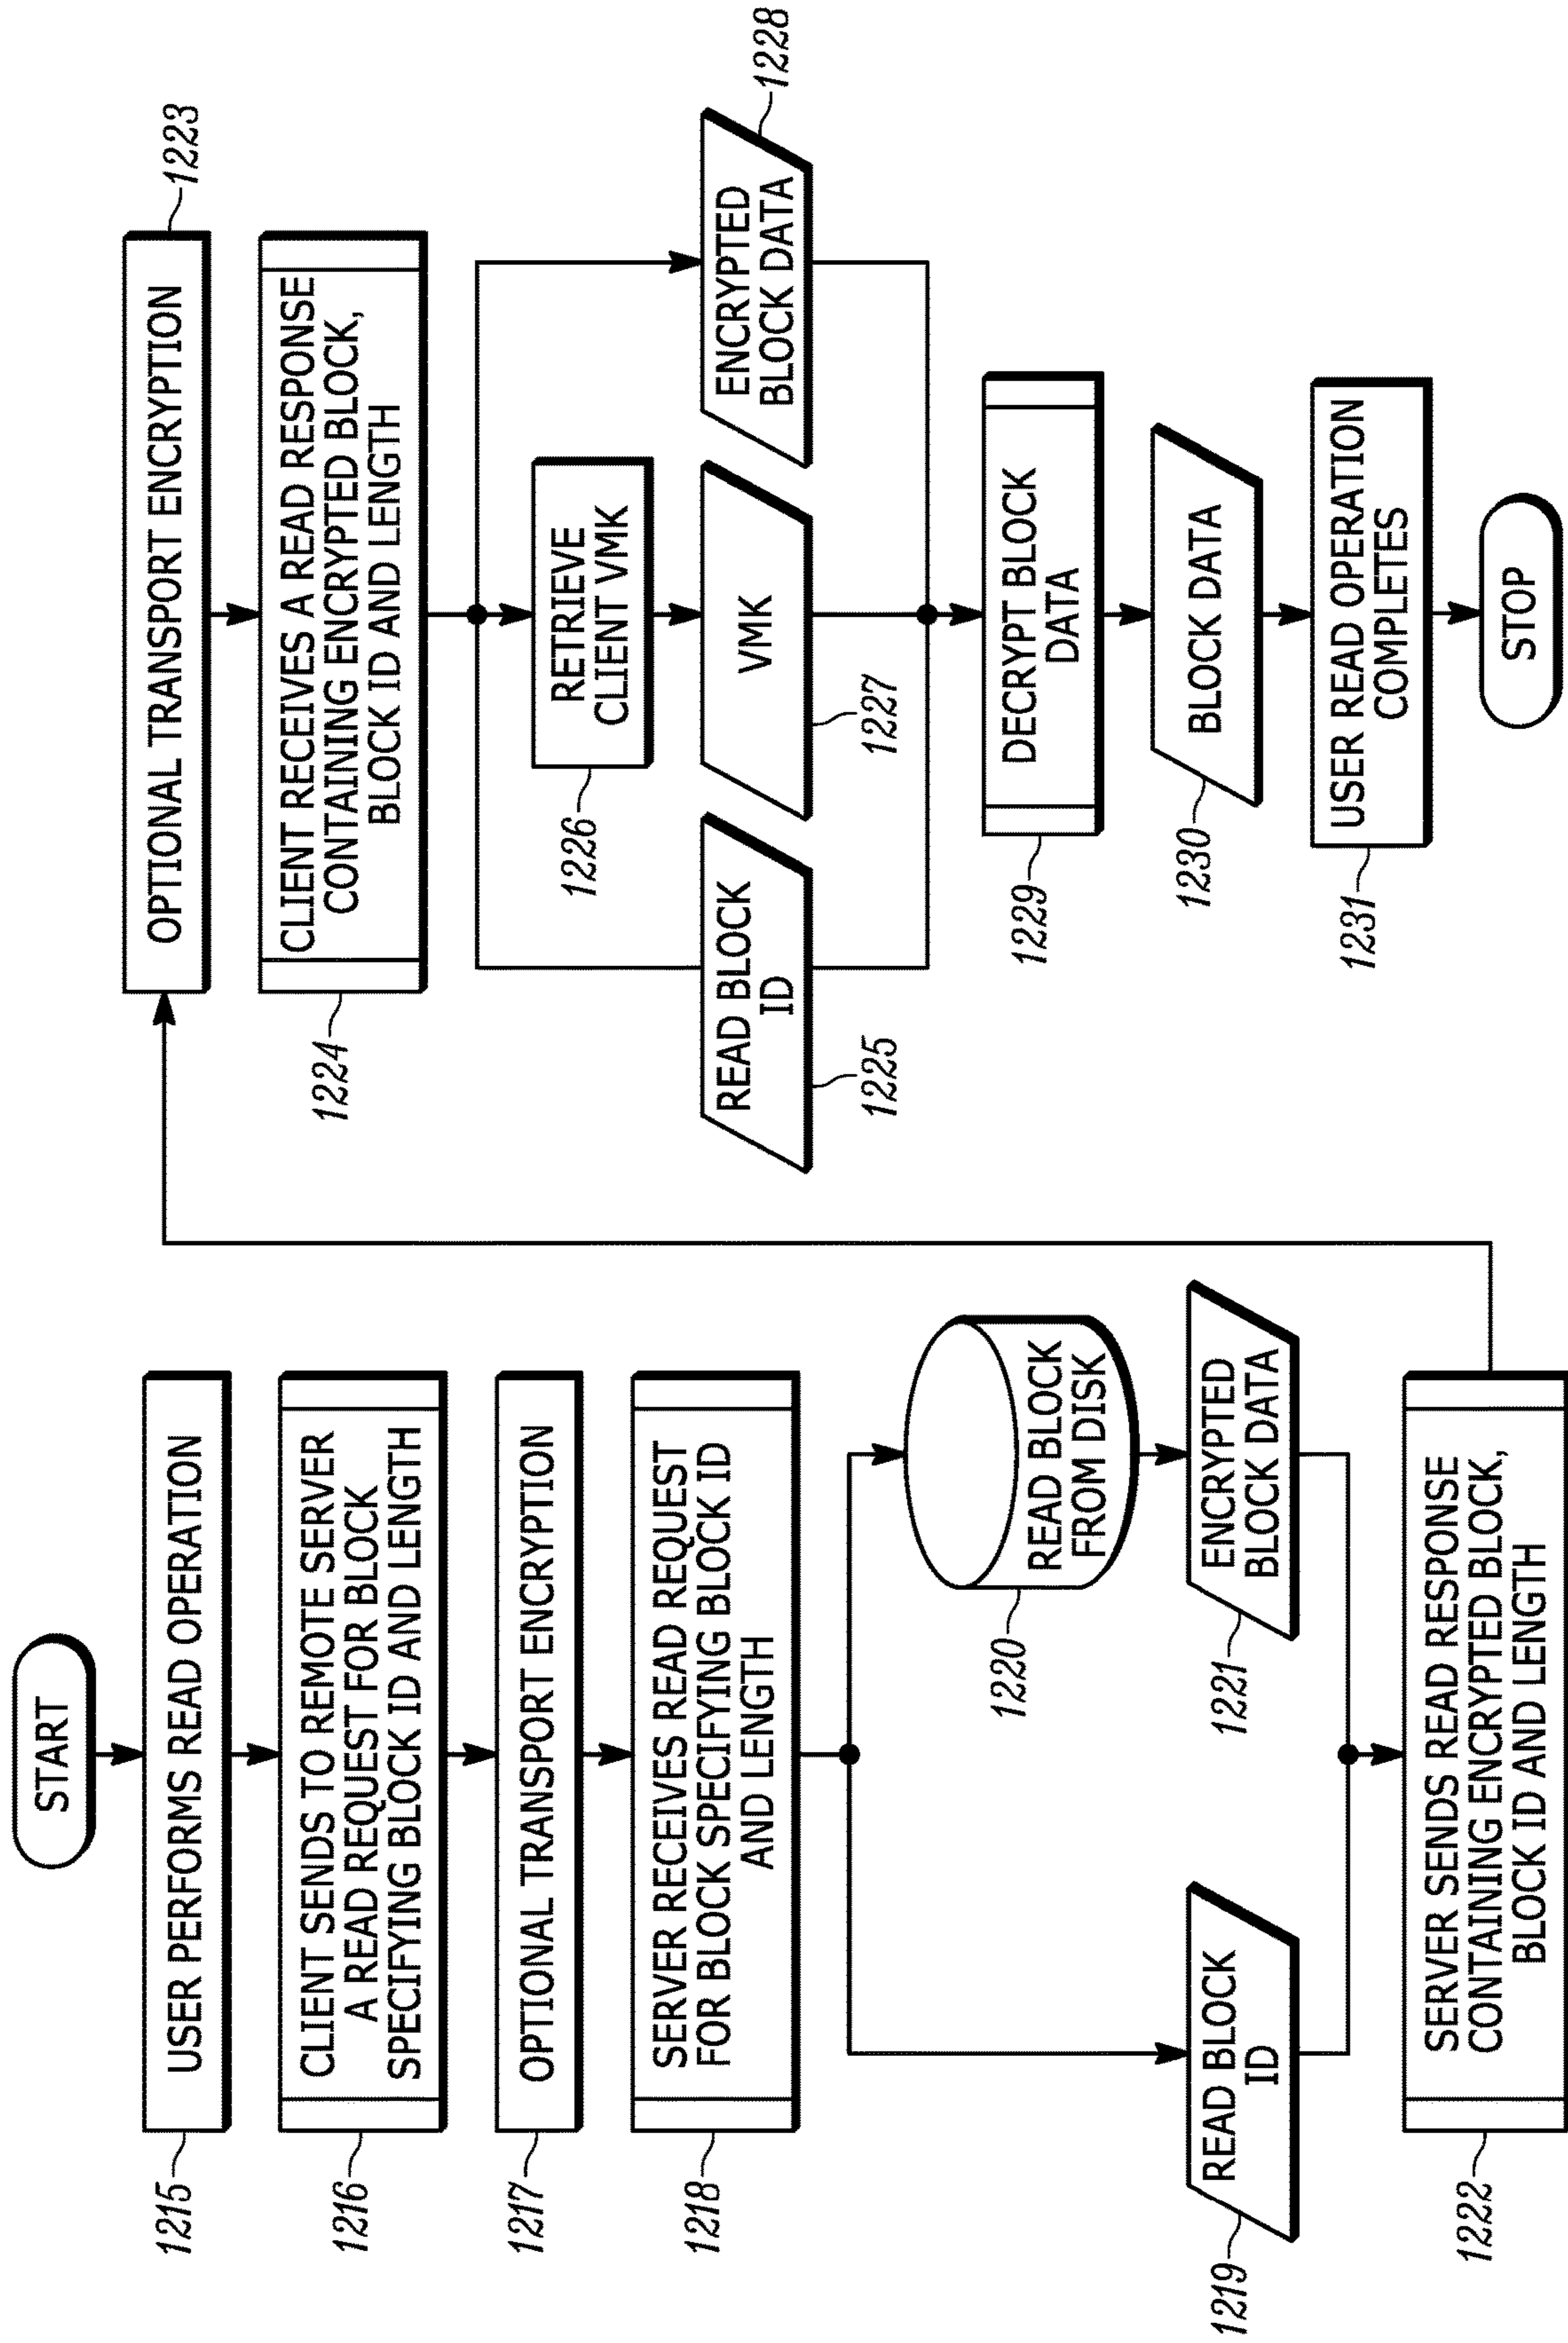 START
USER PERFORMS READ OPERATION
1215
CLIENT SENDS TO REMOTE SERVER
A READ REQUEST FOR BLOCK
SPECIFYING BLOCK ID AND LENGTH
1216
OPTIONAL TRANSPORT ENCRYPTION
1217
SERVER RECEIVES READ REQUEST
FOR BLOCK SPECIFYING BLOCK ID
AND LENGTH
1218
READ BLOCK
FROM DISK
1220
READ BLOCK
ID
1219
ENCRYPTED
BLOCK DATA
1221
SERVER SENDS READ RESPONSE
CONTAINING ENCRYPTED BLOCK,
BLOCK ID AND LENGTH
1222
OPTIONAL TRANSPORT ENCRYPTION
1223
CLIENT RECEIVES A READ RESPONSE
CONTAINING ENCRYPTED BLOCK,
BLOCK ID AND LENGTH
1224
RETRIEVE
CLIENT VMK
1226
READ BLOCK
ID
1225
VMK
1227
ENCRYPTED
BLOCK DATA
1228
DECRYPT BLOCK
DATA
1229
BLOCK DATA
1230
USER READ OPERATION
COMPLETES
1231
STOP